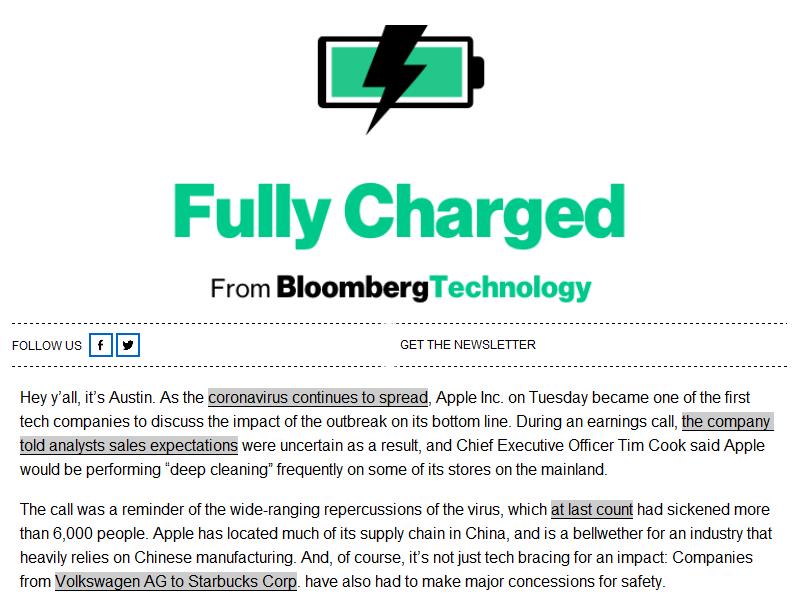 Fully Charged
From BloombergTechnology
FOLLOW US
GET THE NEWSLETTER
Hey y’all, it’s Austin. As the coronavirus continues to spread, Apple Inc. on Tuesday became one of the first
tech companies to discuss the impact of the outbreak on its bottom line. During an earnings call, the company
told analysts sales expectations were uncertain as a result, and Chief Executive Officer Tim Cook said Apple
would be performing “deep cleaning” frequently on some of its stores on the mainland.
The call was a reminder of the wide-ranging repercussions of the virus, which at last count had sickened more
than 6,000 people. Apple has located much of its supply chain in China, and is a bellwether for an industry that
heavily relies on Chinese manufacturing. And, of course, it’s not just tech bracing for an impact: Companies
from Volkswagen AG to Starbucks Corp. have also had to make major concessions for safety.